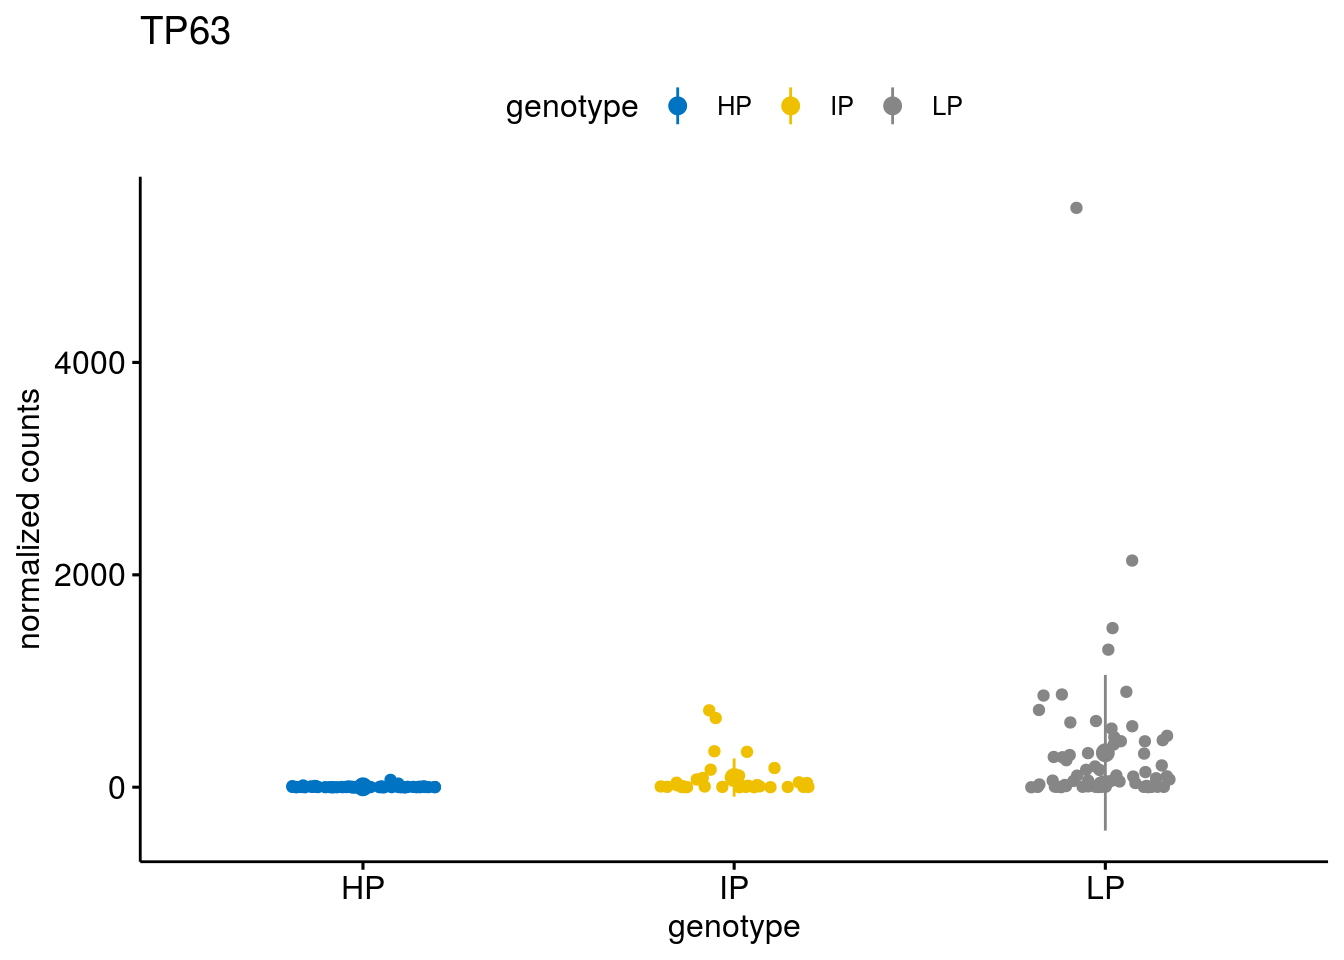 TP63
genotype HP IP LP
4000
2000
0
normalized counts
HP IP LP
genotype